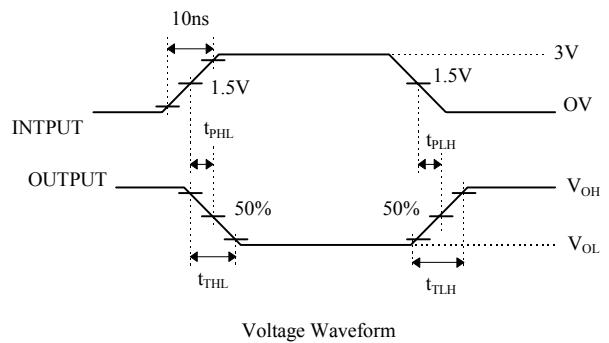 10ns
3V
1.5V
1.5V
INTPUT
OV
tPHL
tPLH
OUTPUT
VOH
50%
50%
VOL
tTHL
tTLH
Voltage Waveform